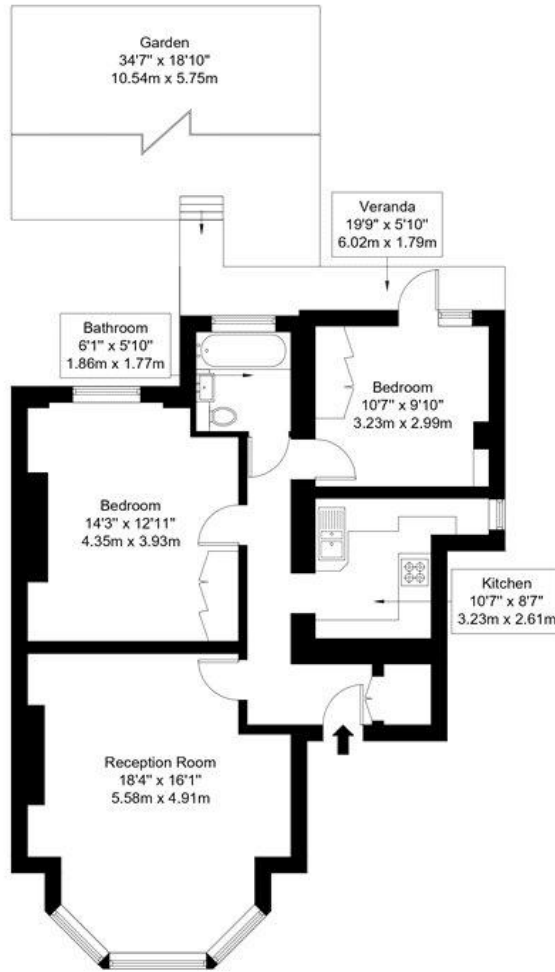 Garden
34'7" x 18'10"
10.54m x 5.75m
Veranda
19'9" x 5'10"
6.02m x 1.79m
Bathroom
6'1" x 5'10"
1.86m x 1.77m
Bedroom
10'7" x 9'10"
3.23m x 2.99m
Bedroom
14'3" x 12'11"
4.35m x 3.93m
Kitchen
10'7" x 8'7"
3.23m x 2.61m
Reception Room
18'4" x 16'1"
5.58m x 4.91m